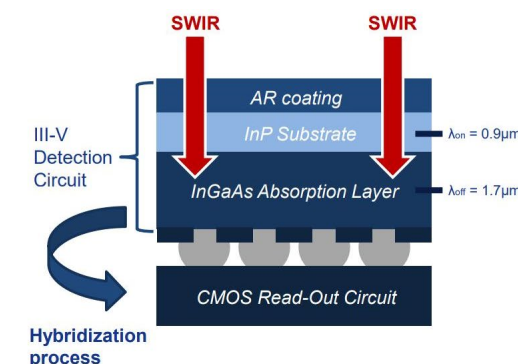 SWIR
SWIR
AR coating
III-V
Detection
Circuit
InP Substrate
λon = 0.9μm
InGaAs Absorption Layer
λoff = 1.7μm
CMOS Read-Out Circuit
Hybridization
process